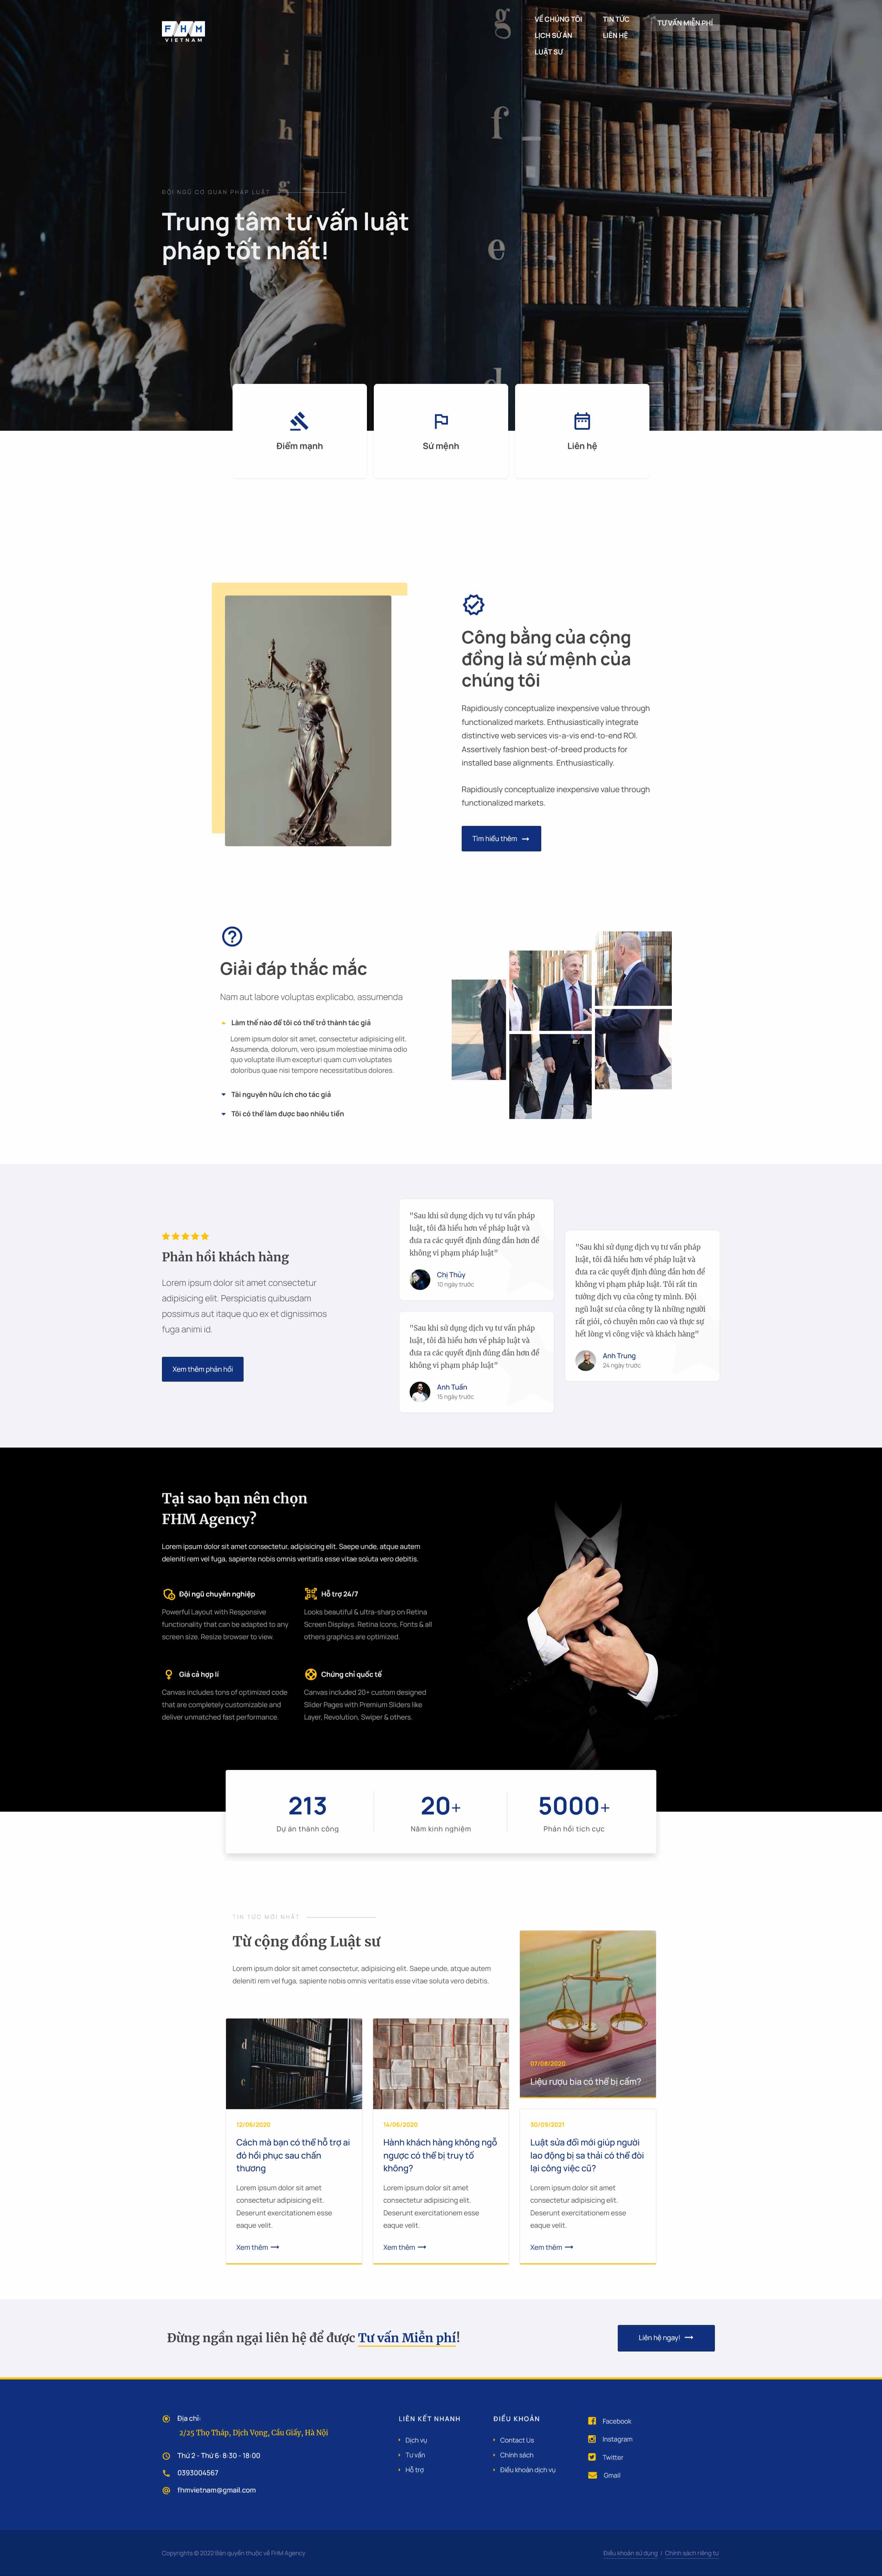 FHM
VIETNAM
VỀ CHÚNG TÔI
TIN TỨC
TƯ VẤN MIỄN PHÍ
LỊCH SỬ ÁN
LIÊN HỆ
LUẬT SƯ
g
i
h
f
g
e
d
ĐỘI NGŨ CƠ QUAN PHÁP LUẬT
Trung tâm tư vấn luật
pháp tốt nhất!
Điểm mạnh
Sứ mệnh
Liên hệ
Công bằng của cộng
đồng là sứ mệnh của
chúng tôi
Rapidiously conceptualize inexpensive value through
functionalized markets. Enthusiastically integrate
distinctive web services vis-a-vis end-to-end ROI.
Assertively fashion best-of-breed products for
installed base alignments. Enthusiastically.
Rapidiously conceptualize inexpensive value through
functionalized markets.
Tìm hiểu thêm
Giải đáp thắc mắc
Nam aut labore voluptas explicabo, assumenda
Làm thế nào để tôi có thể trở thành tác giả
Lorem ipsum dolor sit amet, consectetur adipisicing elit.
Assumenda, dolorum, vero ipsum molestiae minima odio
quo voluptate illum excepturi quam cum voluptates
doloribus quae nisi tempore necessitatibus dolores.
Tài nguyên hữu ích cho tác giả
Tôi có thể làm được bao nhiêu tiền
Phản hồi khách hàng
Lorem ipsum dolor sit amet consectetur
adipisicing elit. Perspiciatis quibusdam
possimus aut itaque quo ex et dignissimos
fuga animi id.
Xem thêm phản hồi
"Sau khi sử dụng dịch vụ tư vấn pháp
luật, tôi đã hiểu hơn về pháp luật và
đưa ra các quyết định đúng đắn hơn để
không vi phạm pháp luật"
Chị Thủy
10 ngày trước
"Sau khi sử dụng dịch vụ tư vấn pháp
luật, tôi đã hiểu hơn về pháp luật và
đưa ra các quyết định đúng đắn hơn để
không vi phạm pháp luật"
Anh Tuấn
15 ngày trước
"Sau khi sử dụng dịch vụ tư vấn pháp
luật, tôi đã hiểu hơn về pháp luật và
đưa ra các quyết định đúng đắn hơn để
không vi phạm pháp luật. Tôi rất tin
tưởng dịch vụ của công ty mình. Đội
ngũ luật sư của công ty là những người
rất giỏi, có chuyên môn cao và thực sự
hết lòng vì công việc và khách hàng"
Anh Trung
24 ngày trước
Tại sao bạn nên chọn
FHM Agency?
Lorem ipsum dolor sit amet consectetur, adipisicing elit. Saepe unde, atque autem
deleniti rem vel fuga, sapiente nobis omnis veritatis esse vitae soluta vero debitis.
Đội ngũ chuyên nghiệp
Powerful Layout with Responsive
functionality that can be adapted to any
screen size. Resize browser to view.
Hỗ trợ 24/7
Looks beautiful & ultra-sharp on Retina
Screen Displays. Retina Icons, Fonts & all
others graphics are optimized.
Giá cả hợp lí
Canvas includes tons of optimized code
that are completely customizable and
deliver unmatched fast performance.
Chứng chỉ quốc tế
Canvas included 20+ custom designed
Slider Pages with Premium Sliders like
Layer, Revolution, Swiper & others.
213
Dự án thành công
20+
Năm kinh nghiệm
5000+
Phản hồi tích cực
TIN TỨC MỚI NHẤT
Từ cộng đồng Luật sư
Lorem ipsum dolor sit amet consectetur, adipisicing elit. Saepe unde, atque autem
deleniti rem vel fuga, sapiente nobis omnis veritatis esse vitae soluta vero debitis.
07/08/2020
Liệu rượu bia có thể bị cấm?
d
c
12/06/2020
Cách mà bạn có thể hỗ trợ ai
đó hồi phục sau chấn
thương
Lorem ipsum dolor sit amet
consectetur adipisicing elit.
Deserunt exercitationem esse
eaque velit.
Xem thêm
14/06/2020
Hành khách hàng không ngỗ
ngược có thể bị truy tố
không?
Lorem ipsum dolor sit amet
consectetur adipisicing elit.
Deserunt exercitationem esse
eaque velit.
Xem thêm
30/09/2021
Luật sửa đổi mới giúp người
lao động bị sa thải có thể đòi
lại công việc cũ?
Lorem ipsum dolor sit amet
consectetur adipisicing elit.
Deserunt exercitationem esse
eaque velit.
Xem thêm
Đừng ngần ngại liên hệ để được Tư vấn Miễn phí!
Liên hệ ngay!
Địa chỉ:
2/25 Thọ Tháp, Dịch Vọng, Cầu Giấy, Hà Nội
Thứ 2 - Thứ 6: 8:30 - 18:00
0393004567
fhmvietnam@gmail.com
LIÊN KẾT NHANH
Dịch vụ
Tư vấn
Hỗ trợ
ĐIỀU KHOẢN
Contact Us
Chính sách
Điều khoản dịch vụ
Facebook
Instagram
Twitter
Gmail
Copyrights © 2022 Bản quyền thuộc về FHM Agency
Điều khoản sử dụng / Chính sách riêng tư